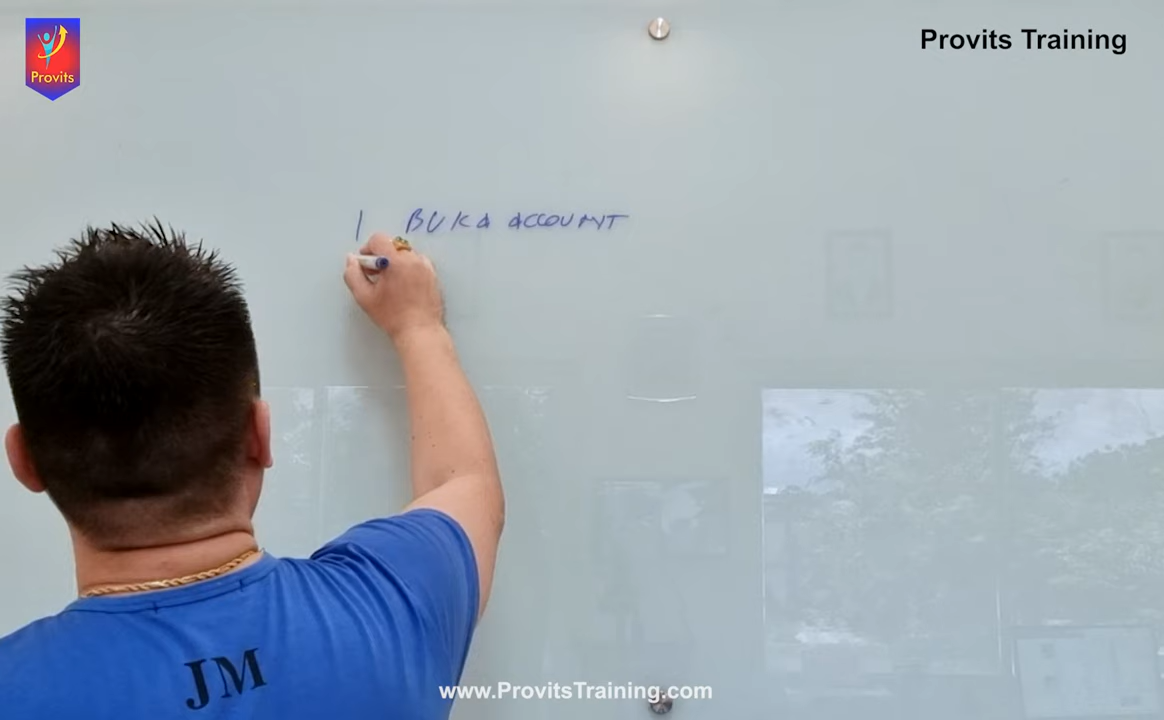 Provits
Provits Training
1 BUKA ACCOUNT
JM
www.ProvitsTraining.com